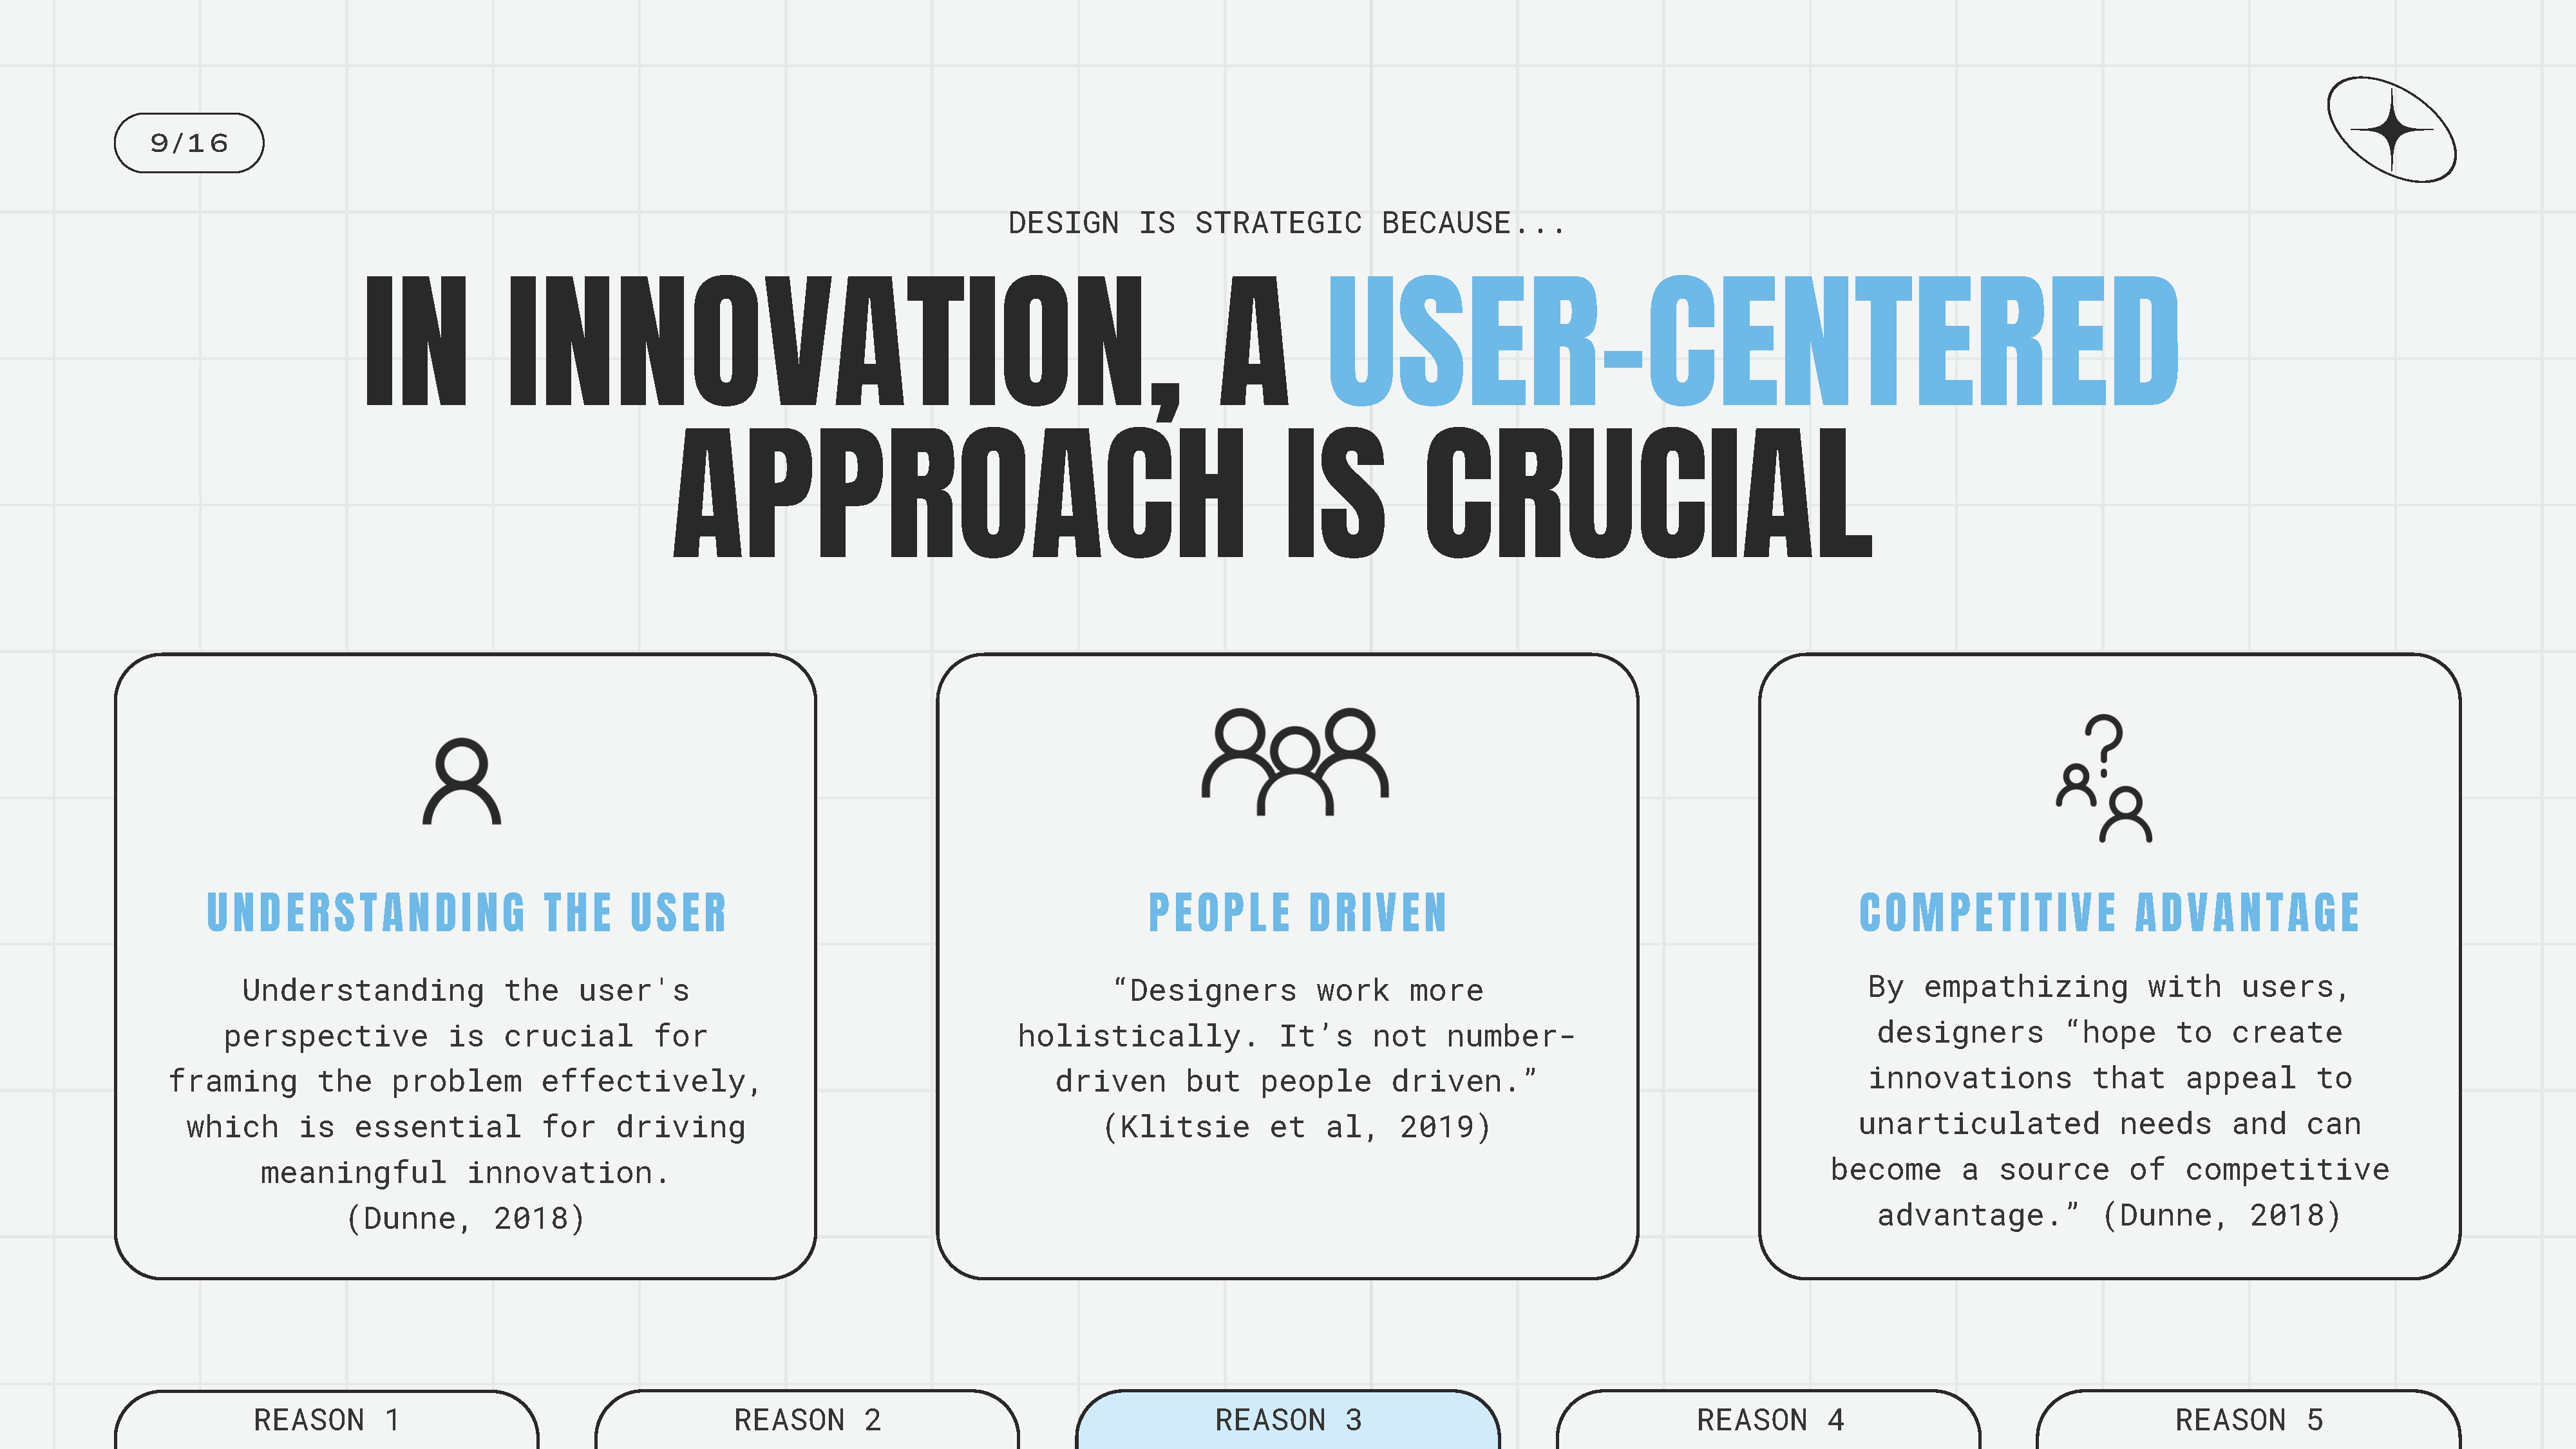 9/16
DESIGN IS STRATEGIC BECAUSE...
IN INNOVATION, A USER-CENTERED
APPROACH IS CRUCIAL
UNDERSTANDING THE USER
Understanding the user's
perspective is crucial for
framing the problem effectively,
which is essential for driving
meaningful innovation.
(Dunne, 2018)
PEOPLE DRIVEN
“Designers work more
holistically. It’s not number-
driven but people driven.”
(Klitsie et al, 2019)
COMPETITIVE ADVANTAGE
By empathizing with users,
designers “hope to create
innovations that appeal to
unarticulated needs and can
become a source of competitive
advantage.” (Dunne, 2018)
REASON 1
REASON 2
REASON 3
REASON 4
REASON 5